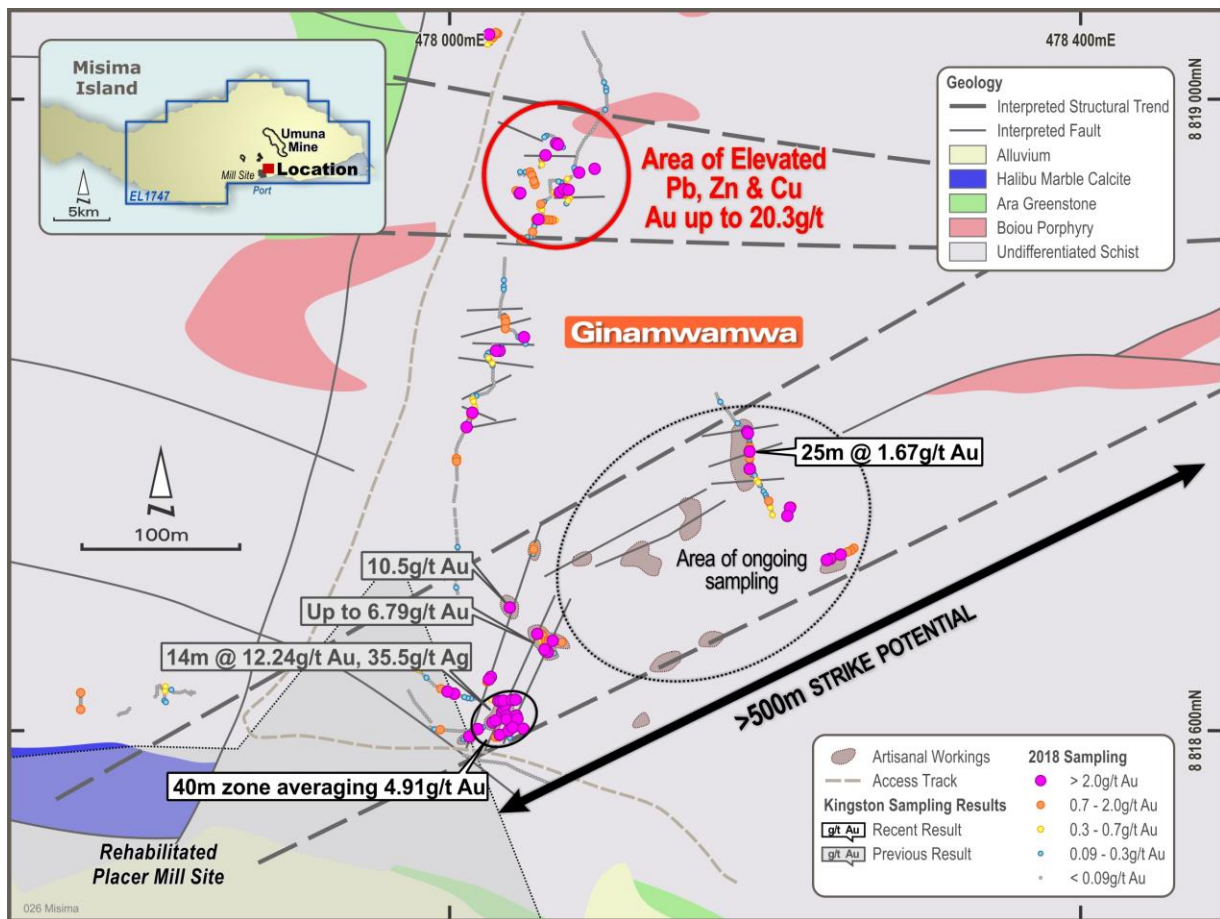 478 000mE
478 400mE
8 819 000mN
8 818 600mN
Misima
Island
Umuna
Mine
Mill Site
Location
Port
EL1747
5km
N
Geology
Interpreted Structural Trend
Interpreted Fault
Alluvium
Halibu Marble Calcite
Ara Greenstone
Boiou Porphyry
Undifferentiated Schist
Area of Elevated
Pb, Zn & Cu
Au up to 20.3g/t
Ginamwamwa
N
100m
25m @ 1.67g/t Au
10.5g/t Au
Up to 6.79g/t Au
14m @ 12.24g/t Au, 35.5g/t Ag
40m zone averaging 4.91g/t Au
Area of ongoing
sampling
>500m STRIKE POTENTIAL
Rehabilitated
Placer Mill Site
Artisanal Workings
Access Track
Kingston Sampling Results
g/t Au Recent Result
g/t Au Previous Result
2018 Sampling
> 2.0g/t Au
0.7 - 2.0g/t Au
0.3 - 0.7g/t Au
0.09 - 0.3g/t Au
< 0.09g/t Au
026 Misima